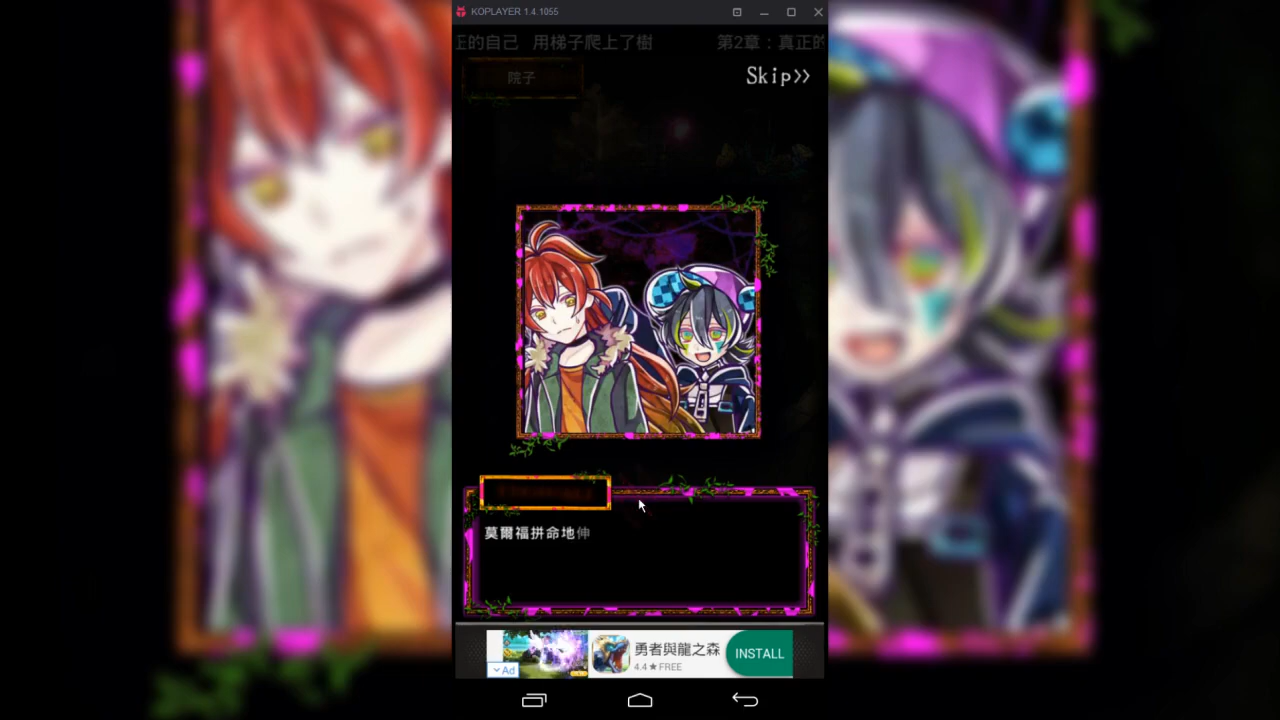 KOPLAYER 1.4.1055
正的自己 用梯子爬上了樹 第2章：真正的
院子
Skip>>
莫爾福拼命地伸
勇者與龍之森
4.4★FREE
INSTALL
Ad